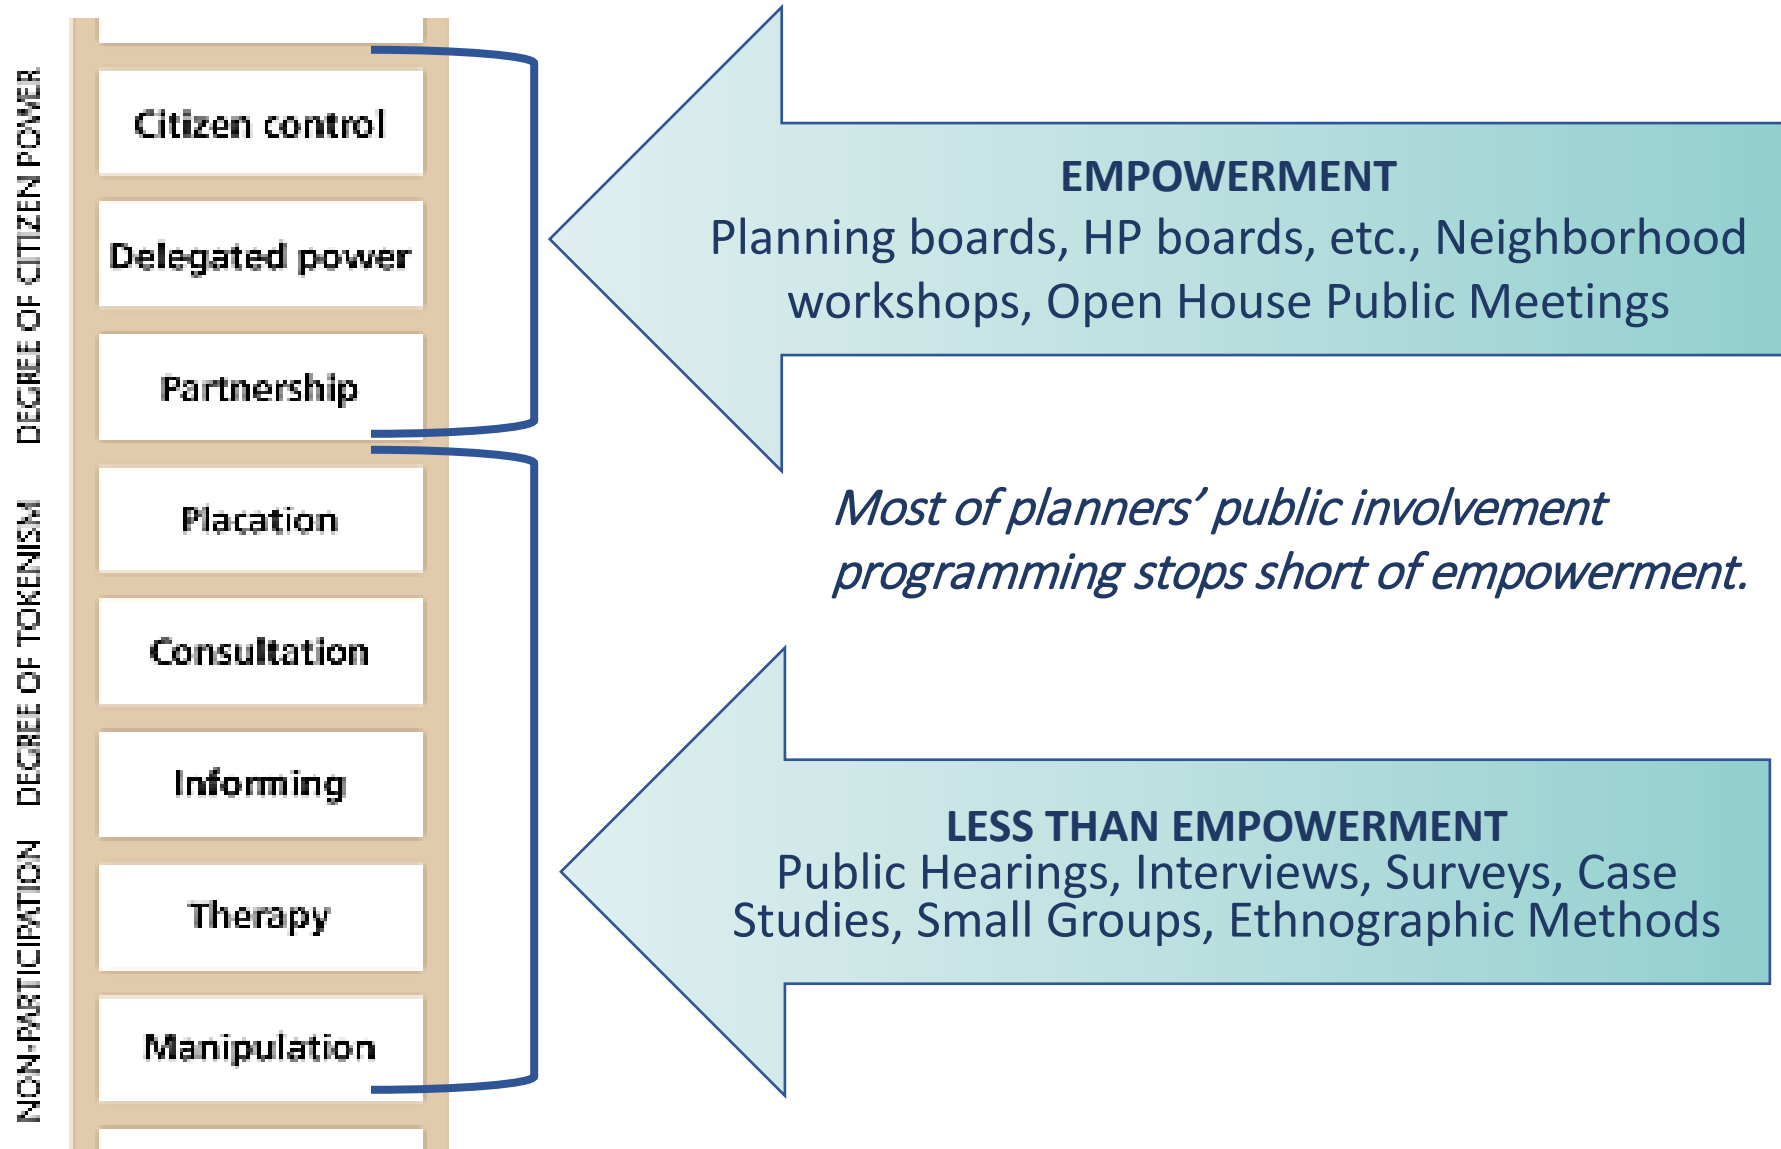 DEGREE OF CITIZEN POWER
Citizen control
Delegated power
Partnership
DEGREE OF TOKENISM
Placation
Consultation
Informing
NON-PARTICIPATION
Therapy
Manipulation
EMPOWERMENT
Planning boards, HP boards, etc., Neighborhood
workshops, Open House Public Meetings
Most of planners’ public involvement
programming stops short of empowerment.
LESS THAN EMPOWERMENT
Public Hearings, Interviews, Surveys, Case
Studies, Small Groups, Ethnographic Methods